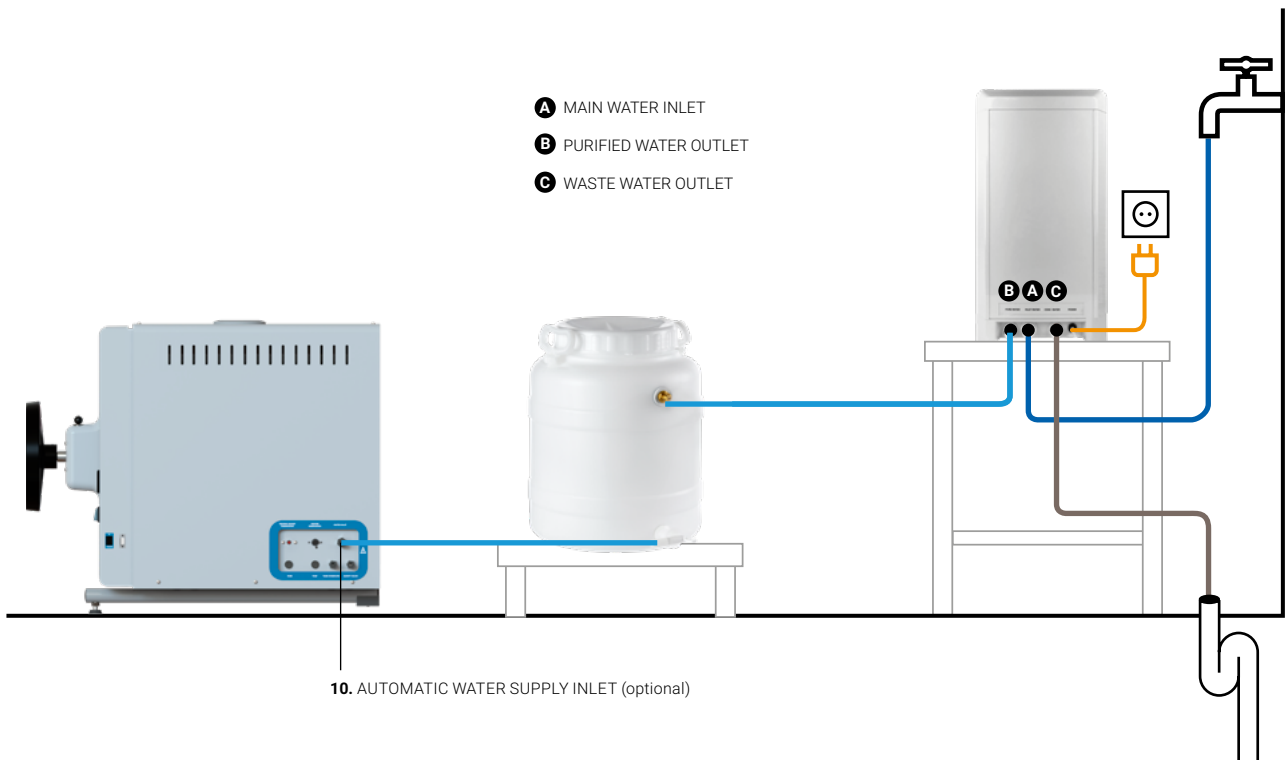 A MAIN WATER INLET
B PURIFIED WATER OUTLET
C WASTE WATER OUTLET
B A C
10. AUTOMATIC WATER SUPPLY INLET (optional)